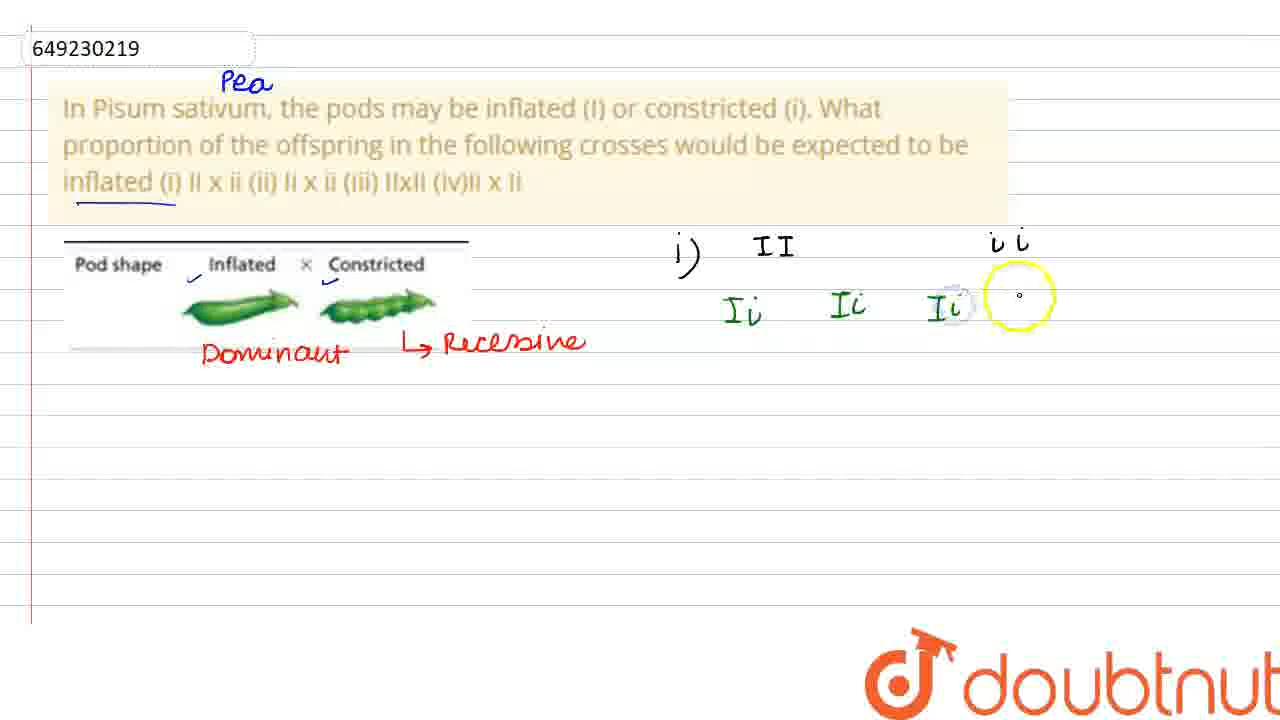 649230219
Pea
In Pisum sativum, the pods may be inflated (I) or constricted (i). What
proportion of the offspring in the following crosses would be expected to be
inflated (i) II x ii (ii) Ii x ii (iii) IIxII (iv)Ii x Ii
Pod shape Inflated × Constricted
Dominant ↳ Recessive
i) II ii
Ii Ii Ii
doubtnut